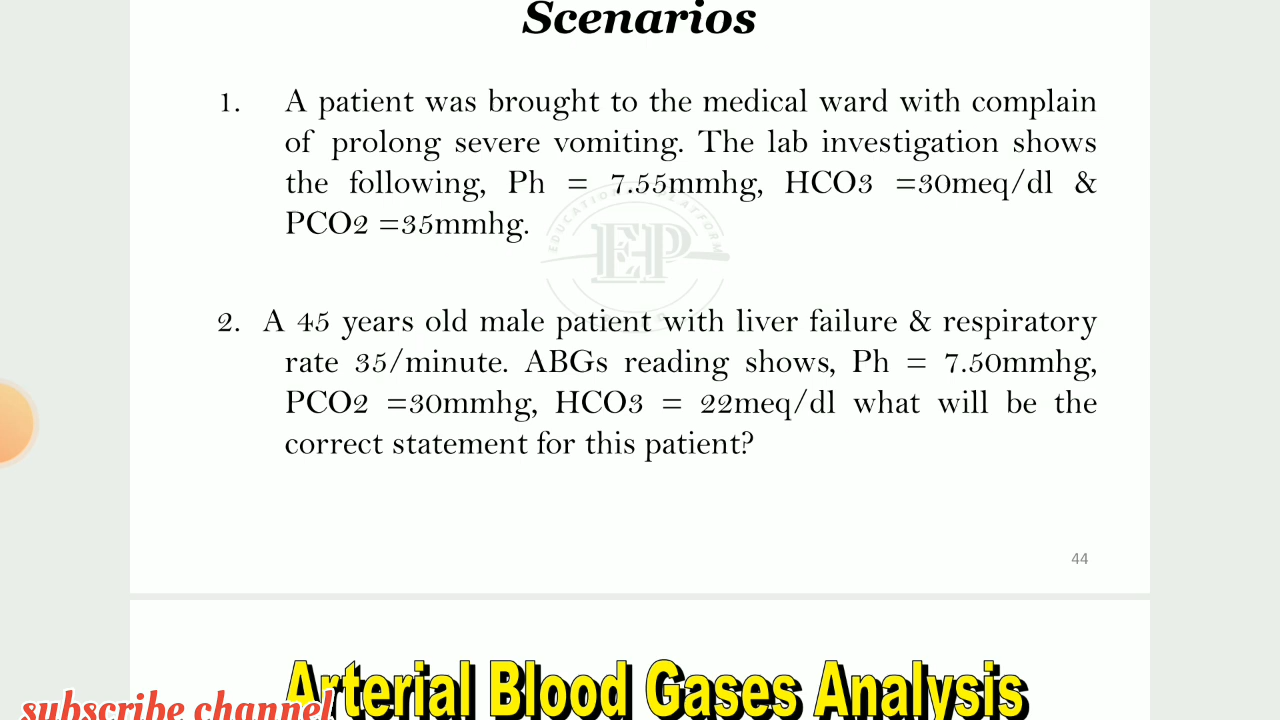 Scenarios
1. A patient was brought to the medical ward with complain
of prolong severe vomiting. The lab investigation shows
the following, Ph = 7.55mmhg, HCO3 =30meq/dl &
PCO2 =35mmhg.
EDUCATION PLATFORM
EP
2. A 45 years old male patient with liver failure & respiratory
rate 35/minute. ABGs reading shows, Ph = 7.50mmhg,
PCO2 =30mmhg, HCO3 = 22meq/dl what will be the
correct statement for this patient?
44
Arterial Blood Gases Analysis
subscribe channel